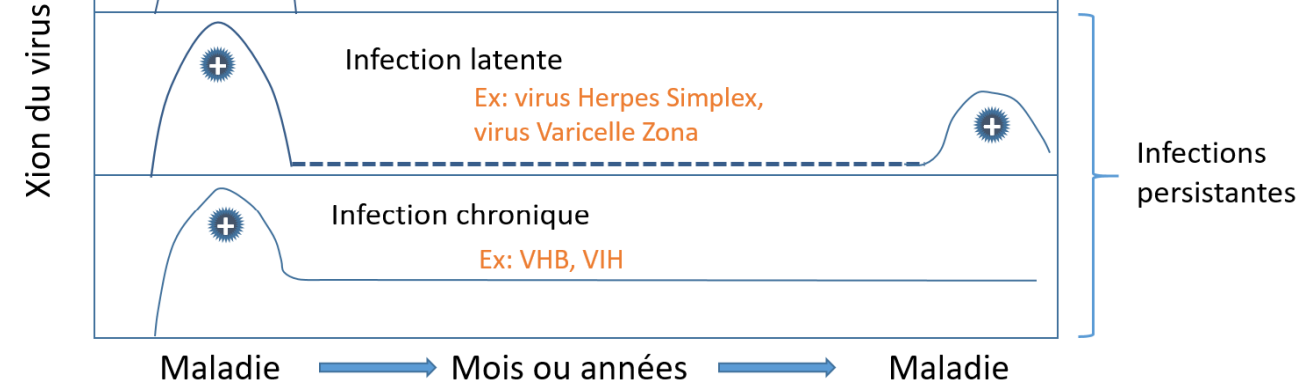 Xion du virus
Infection latente
Ex: virus Herpes Simplex,
virus Varicelle Zona
Infections
persistantes
Infection chronique
Ex: VHB, VIH
Maladie
Mois ou années
Maladie